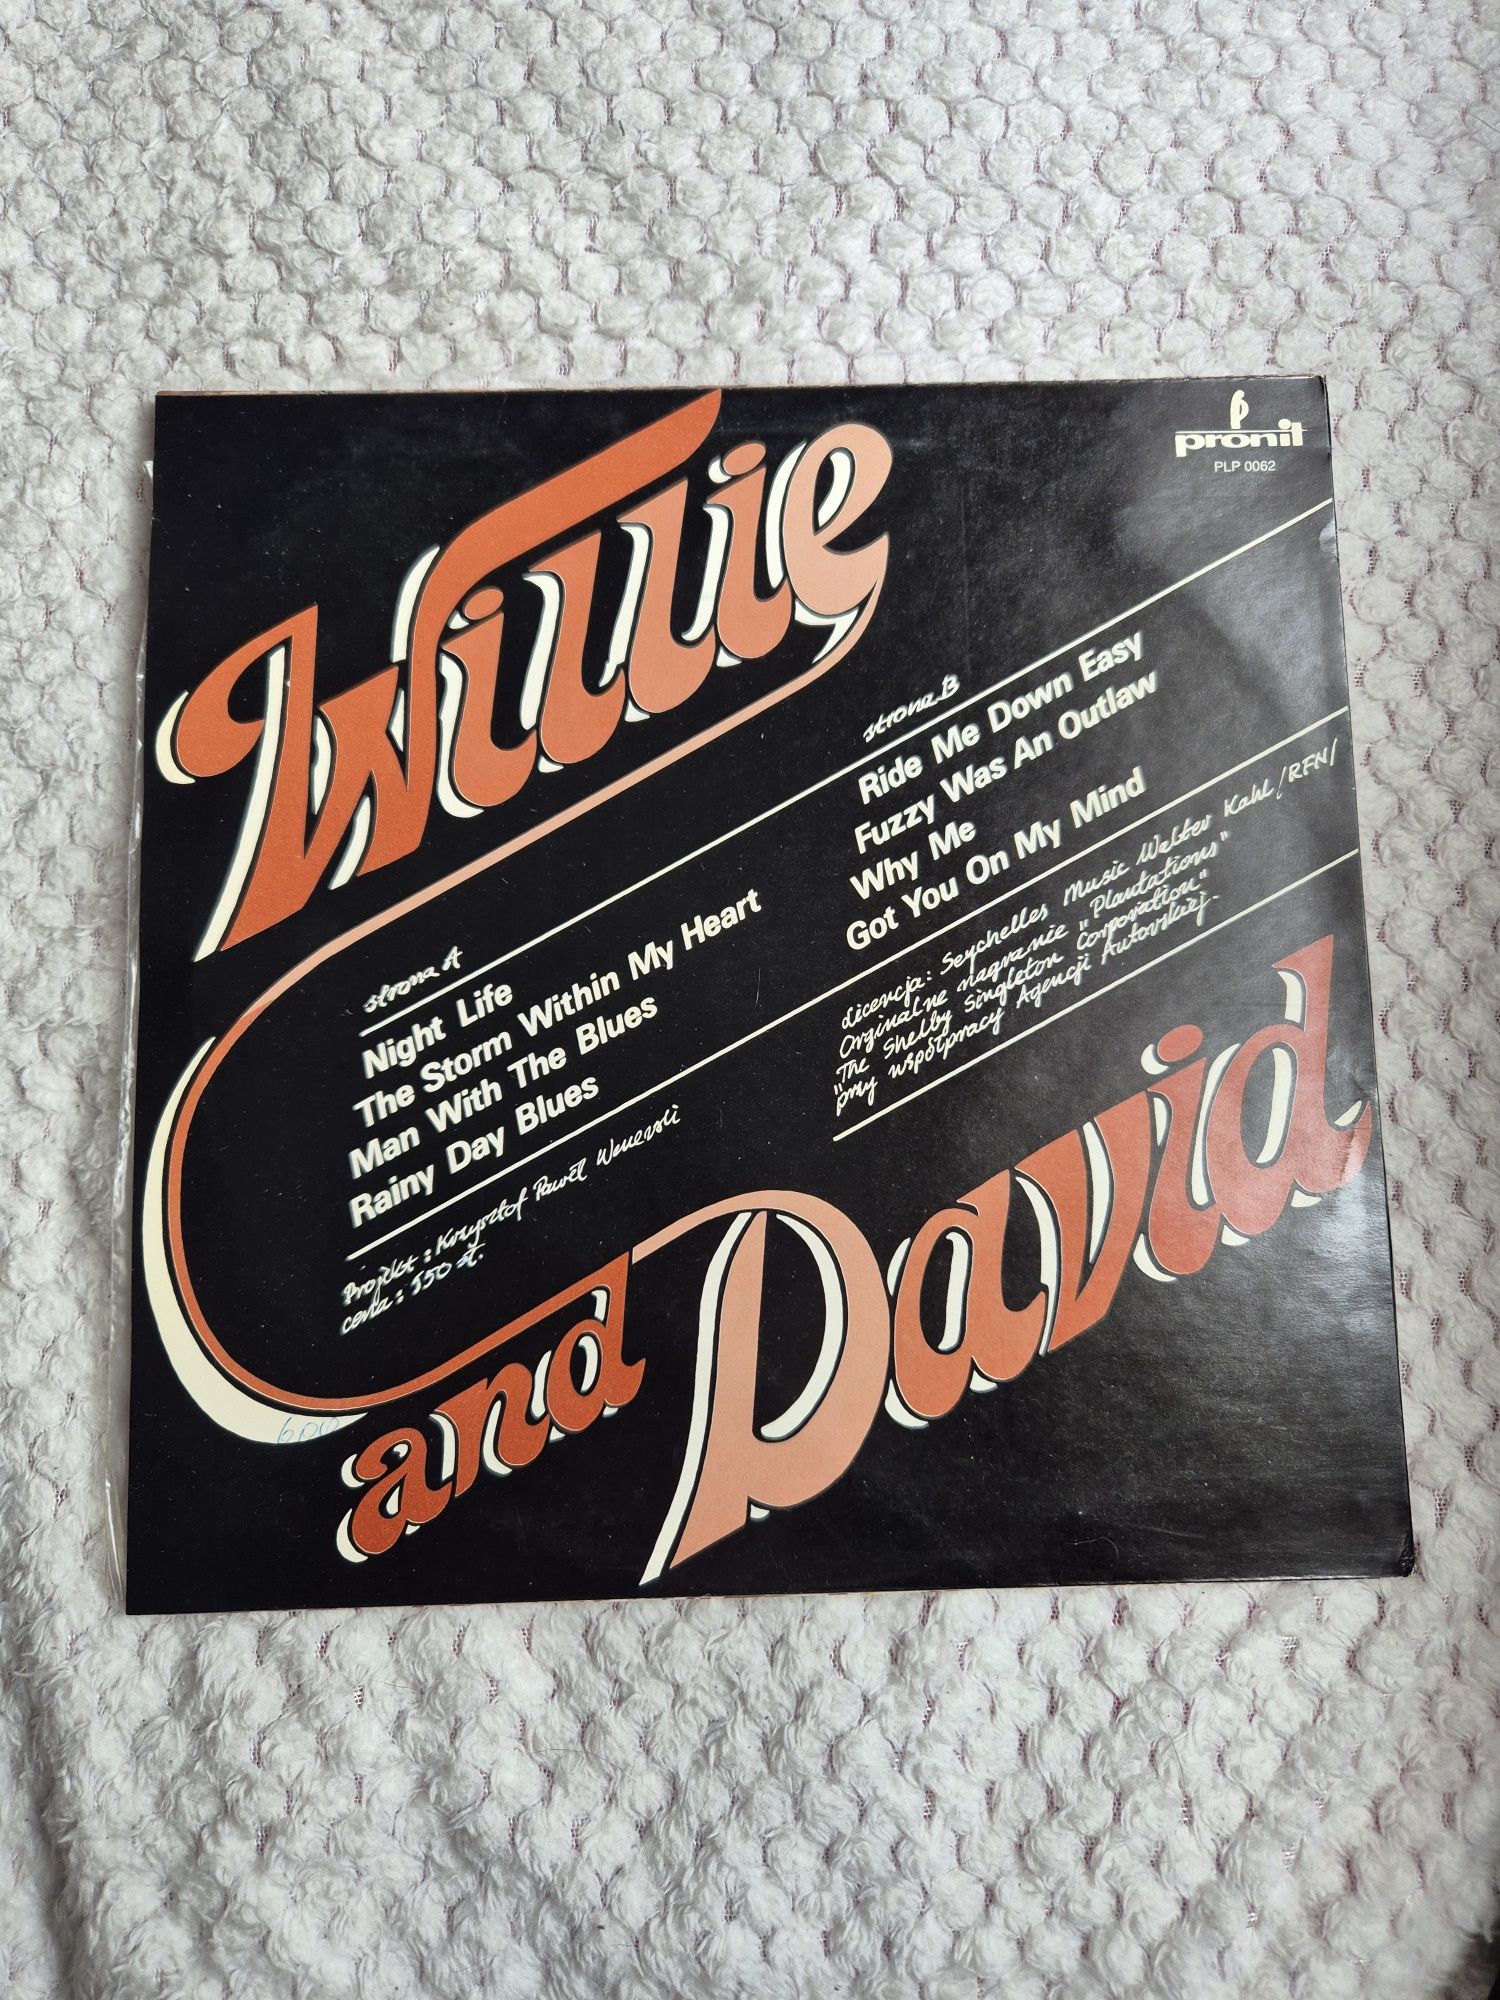 pronit
PLP 0062
Willie
strona A
Night Life
The Storm Within My Heart
Man With The Blues
Rainy Day Blues
Projekt: Krzysztof Paweł
cena: 550 zł.
strona B
Ride Me Down Easy
Fuzzy Was An Outlaw
Why Me
Got You On My Mind
Licencja: Seychelles Music Walter Kahl /RFN/
Orginalne nagranie "Plantations"
"The Shelby Singleton Corporation"
przy współpracy Agencji Autorskiej.
and David